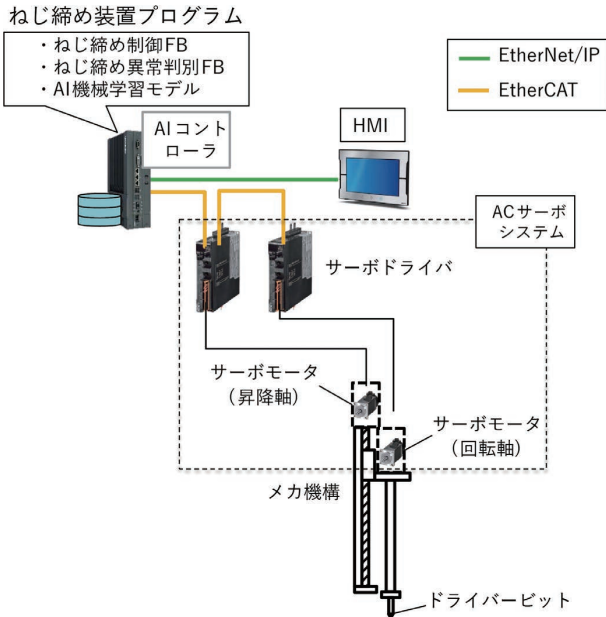 ねじ締め装置プログラム
・ねじ締め制御FB
・ねじ締め異常判別FB
・AI機械学習モデル
EtherNet/IP
EtherCAT
AIコント
ローラ
HMI
ACサーボ
システム
サーボドライバ
サーボモータ
(昇降軸)
サーボモータ
(回転軸)
メカ機構
ドライバービット